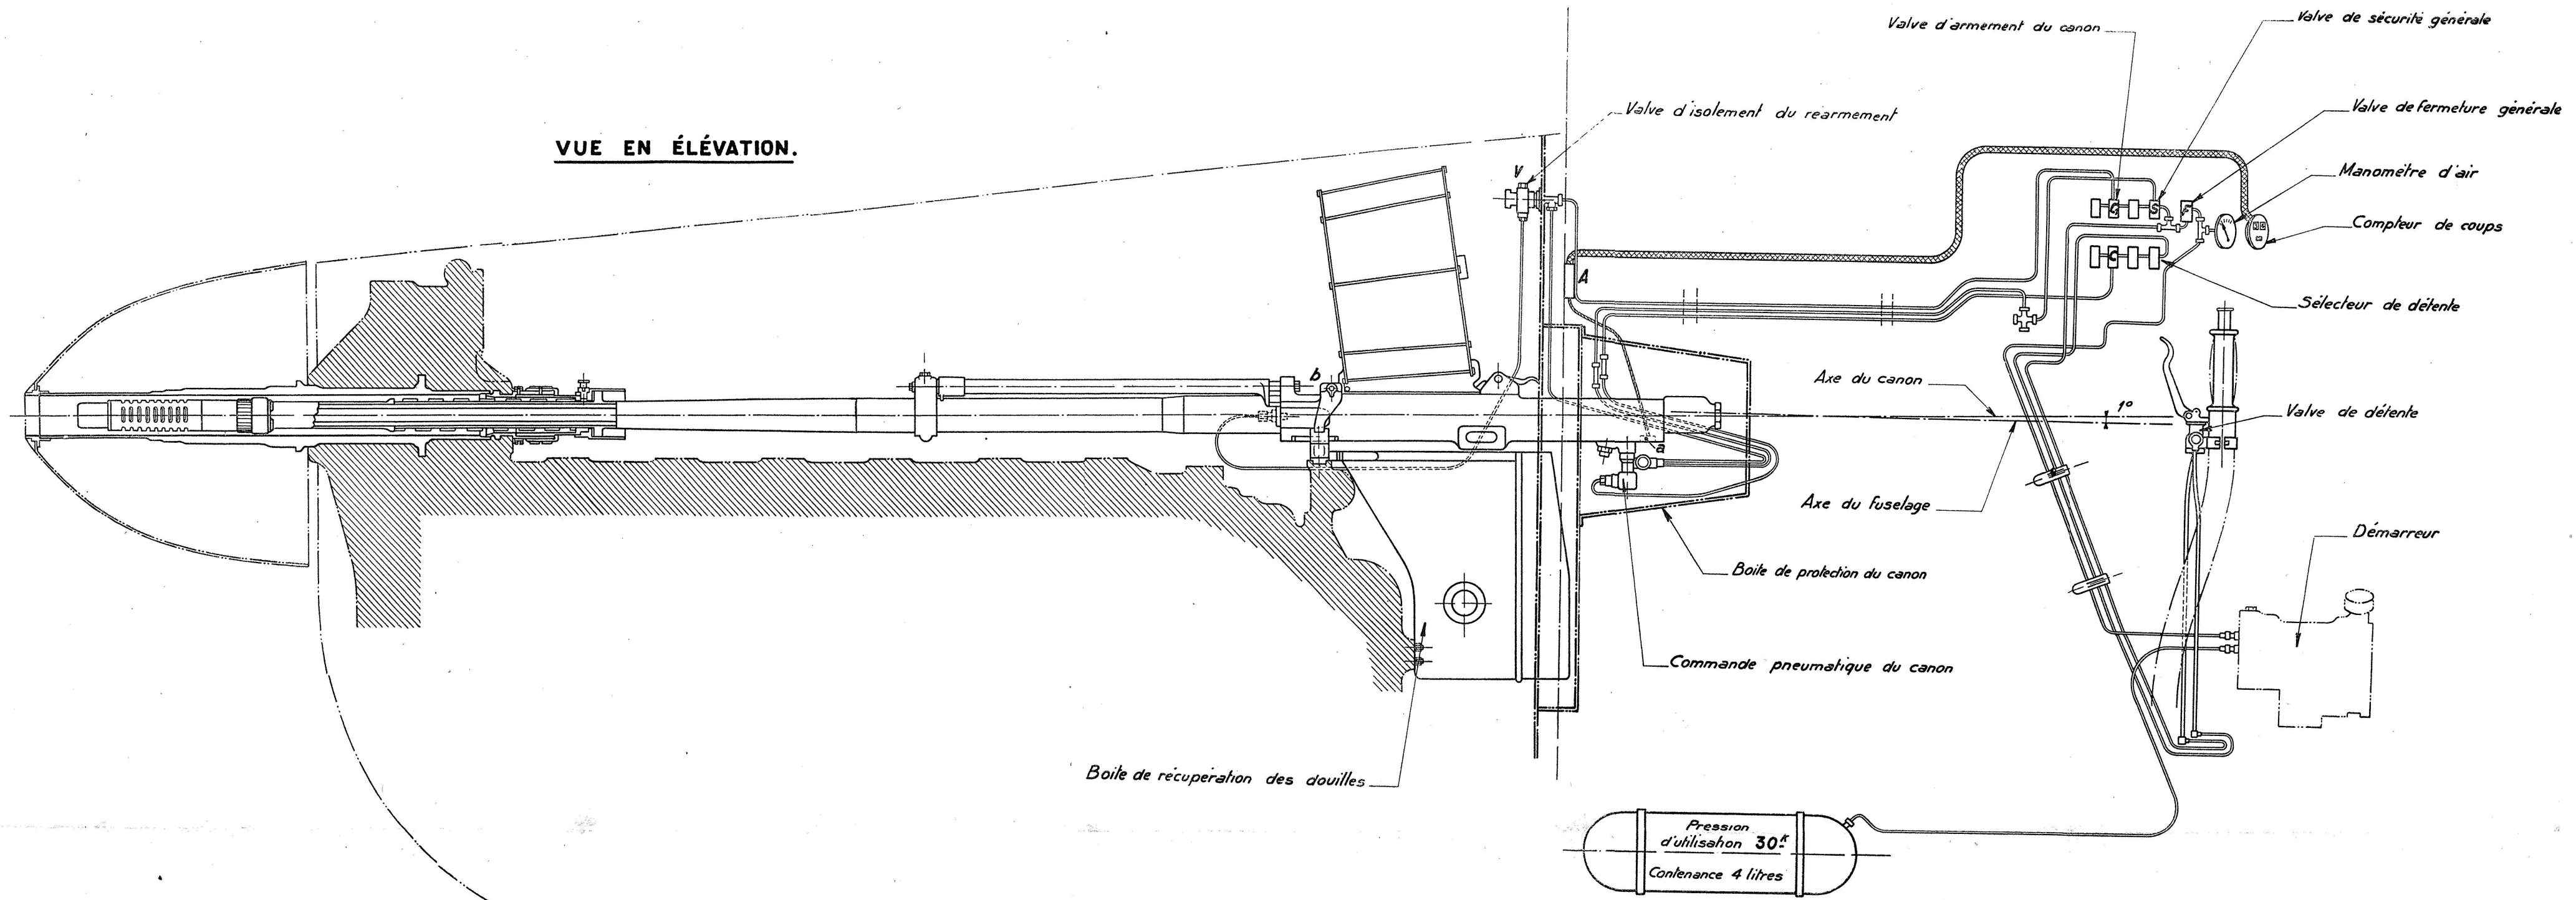 VUE EN ÉLÉVATION.
Valve d'armement du canon
Valve de sécurité générale
Valve d'isolement du rearmement
Valve de fermeture générale
Manomètre d'air
Compteur de coups
Sélecteur de détente
V
A
b
a
Axe du canon
1°
Valve de détente
Axe du fuselage
Démarreur
Boite de protection du canon
Commande pneumatique du canon
Boite de récupération des douilles
Pression
d'utilisation 30K
Contenance 4 litres